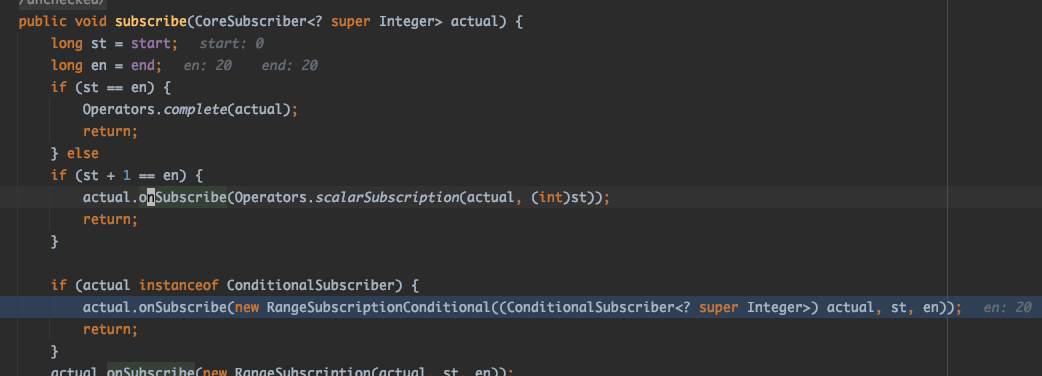 /unchecked/
public void subscribe(CoreSubscriber<? super Integer> actual) {
long st = start; start: 0
long en = end; en: 20 end: 20
if (st == en) {
Operators.complete(actual);
return;
} else
if (st + 1 == en) {
actual.onSubscribe(Operators.scalarSubscription(actual, (int)st));
return;
}
if (actual instanceof ConditionalSubscriber) {
actual.onSubscribe(new RangeSubscriptionConditional((ConditionalSubscriber<? super Integer>) actual, st, en)); en: 20
return;
}
actual.onSubscribe(new RangeSubscription(actual, st, en));